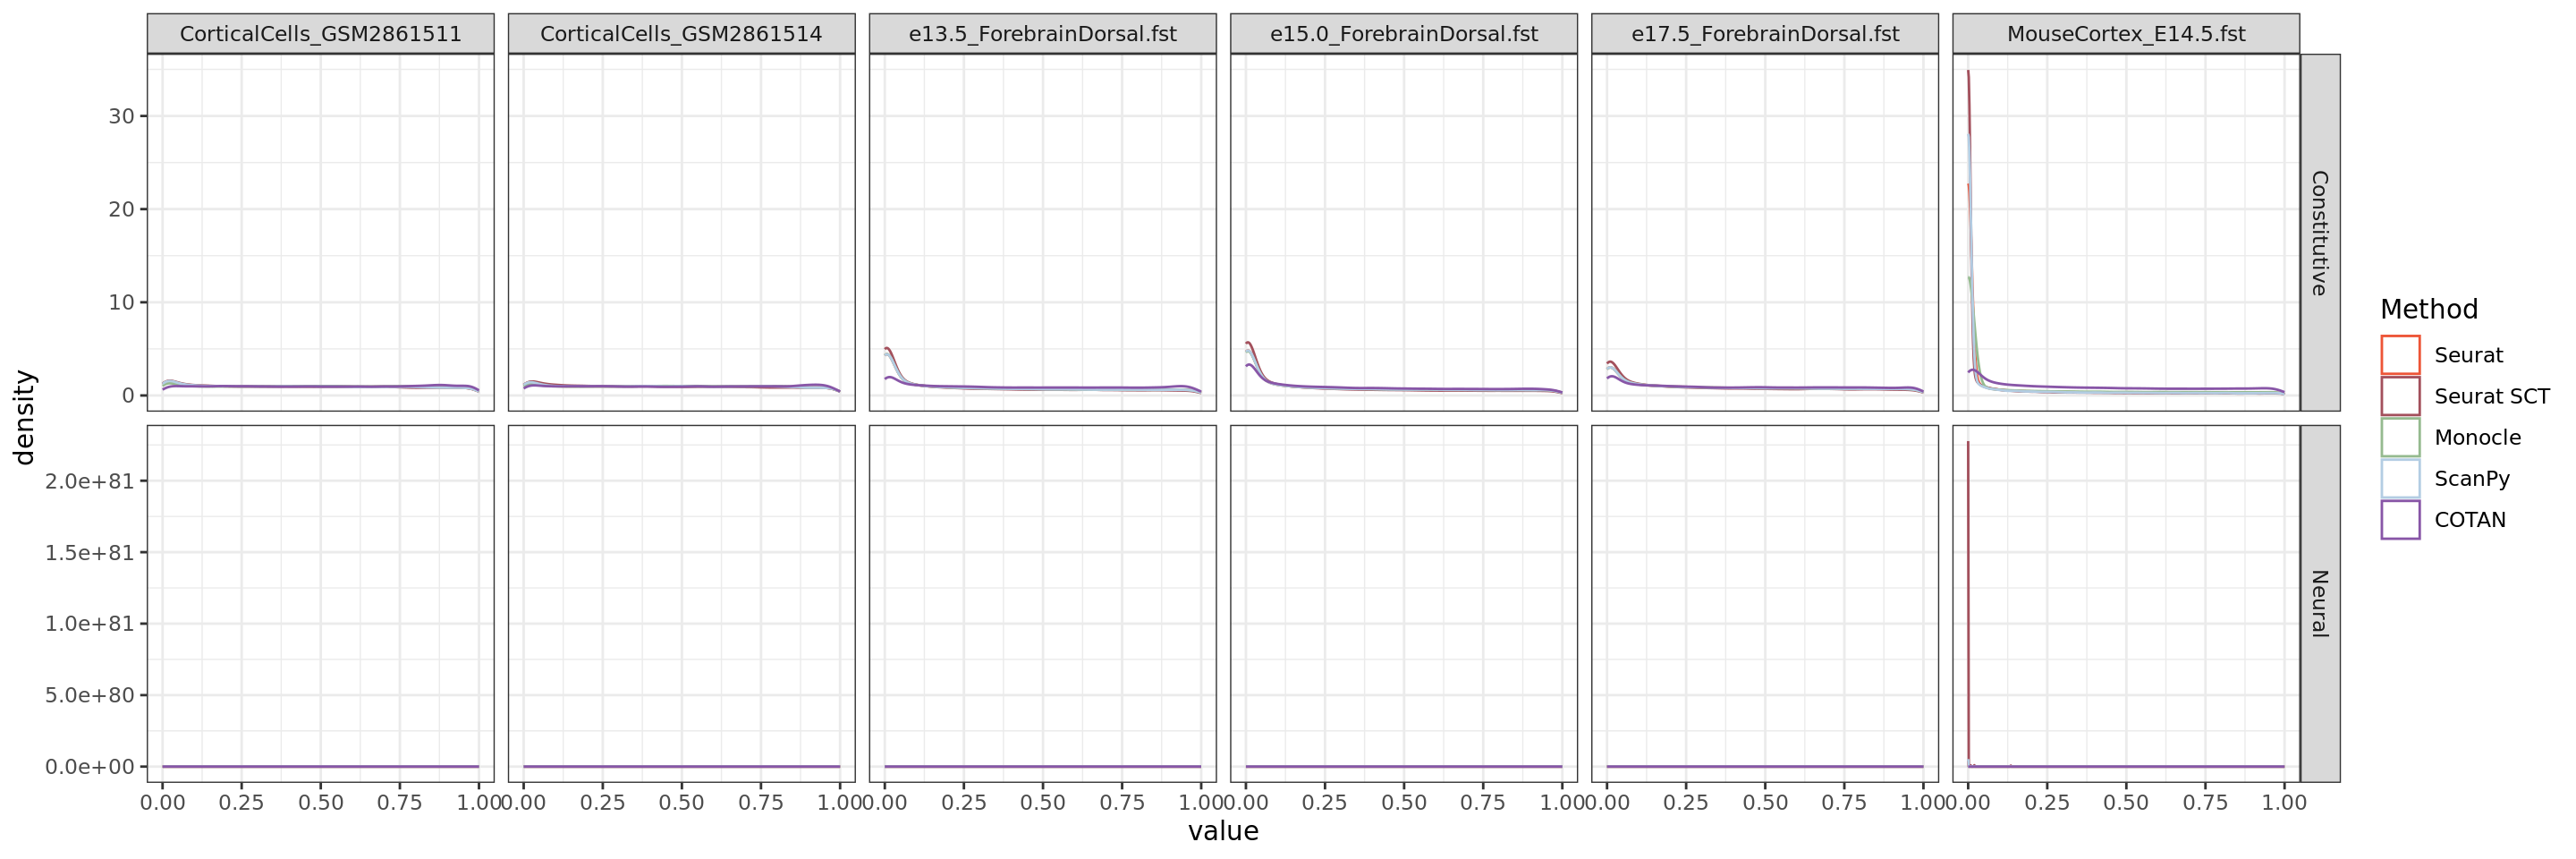 CorticalCells_GSM2861511 CorticalCells_GSM2861514 e13.5_ForebrainDorsal.fst e15.0_ForebrainDorsal.fst e17.5_ForebrainDorsal.fst MouseCortex_E14.5.fst
30
20
10
0
Constitutive
density
2.0e+81
1.5e+81
1.0e+81
5.0e+80
0.0e+00
Neural
0.00 0.25 0.50 0.75 1.00 0.00 0.25 0.50 0.75 1.00 0.00 0.25 0.50 0.75 1.00 0.00 0.25 0.50 0.75 1.00 0.00 0.25 0.50 0.75 1.00 0.00 0.25 0.50 0.75 1.00
value
Method
Seurat
Seurat SCT
Monocle
ScanPy
COTAN